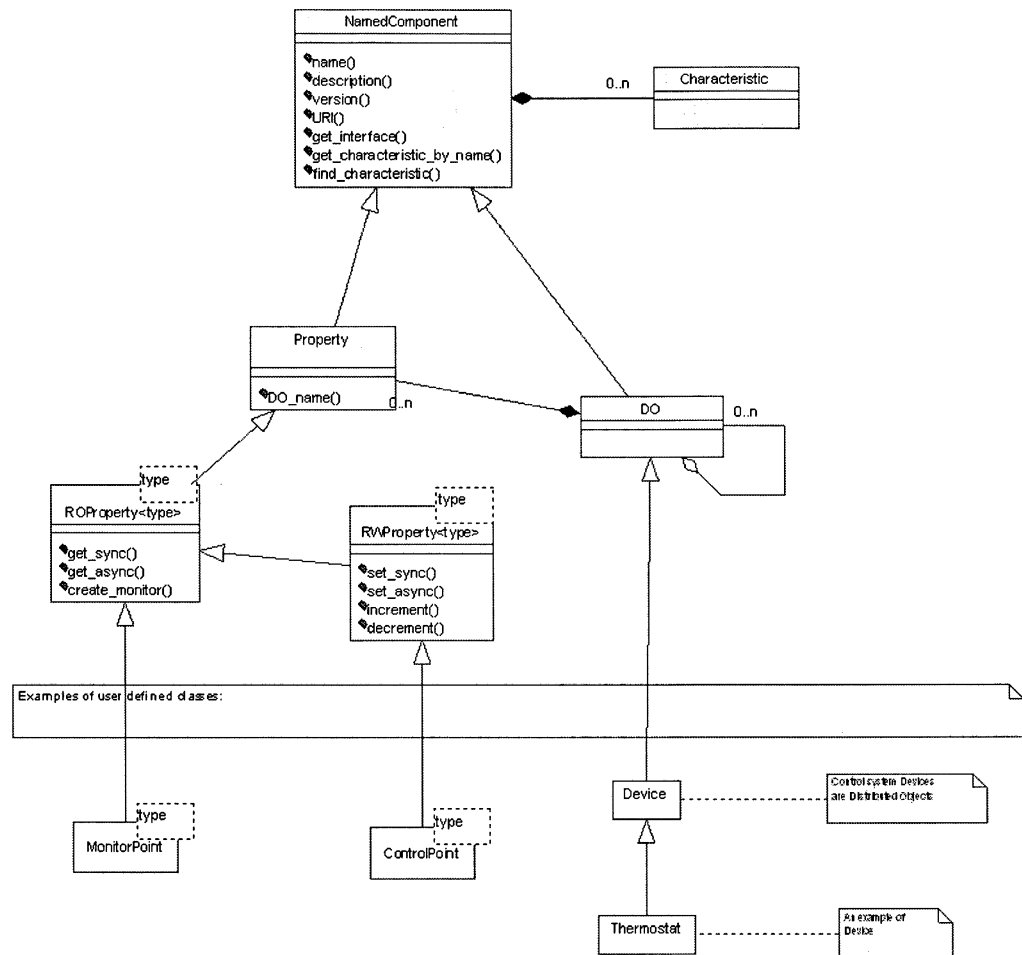 NamedComponent
name()
description()
version()
URI()
get_interface()
get_characteristic_by_name()
find_characteristic()
0..n
Characteristic
Property
DO_name()
0..n
DO
0..n
type
ROProperty<type>
get_sync()
get_async()
create_monitor()
type
RWProperty<type>
set_sync()
set_async()
increment()
decrement()
Examples of user defined classes:
Device
Control system Devices
are Distributed Objects
type
MonitorPoint
type
ControlPoint
Thermostat
An example of
Device